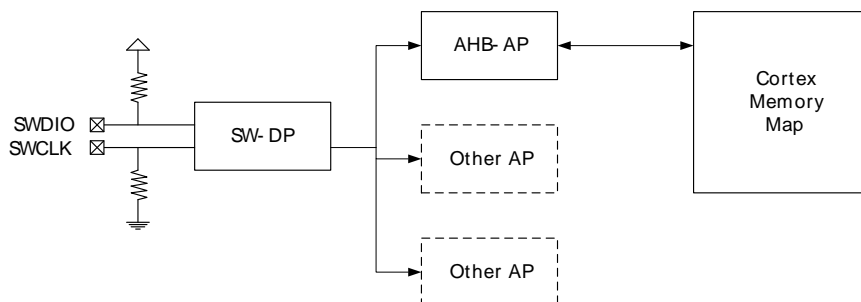 AHB-AP
Cortex
Memory
Map
SWDIO
SWCLK
SW-DP
Other AP
Other AP